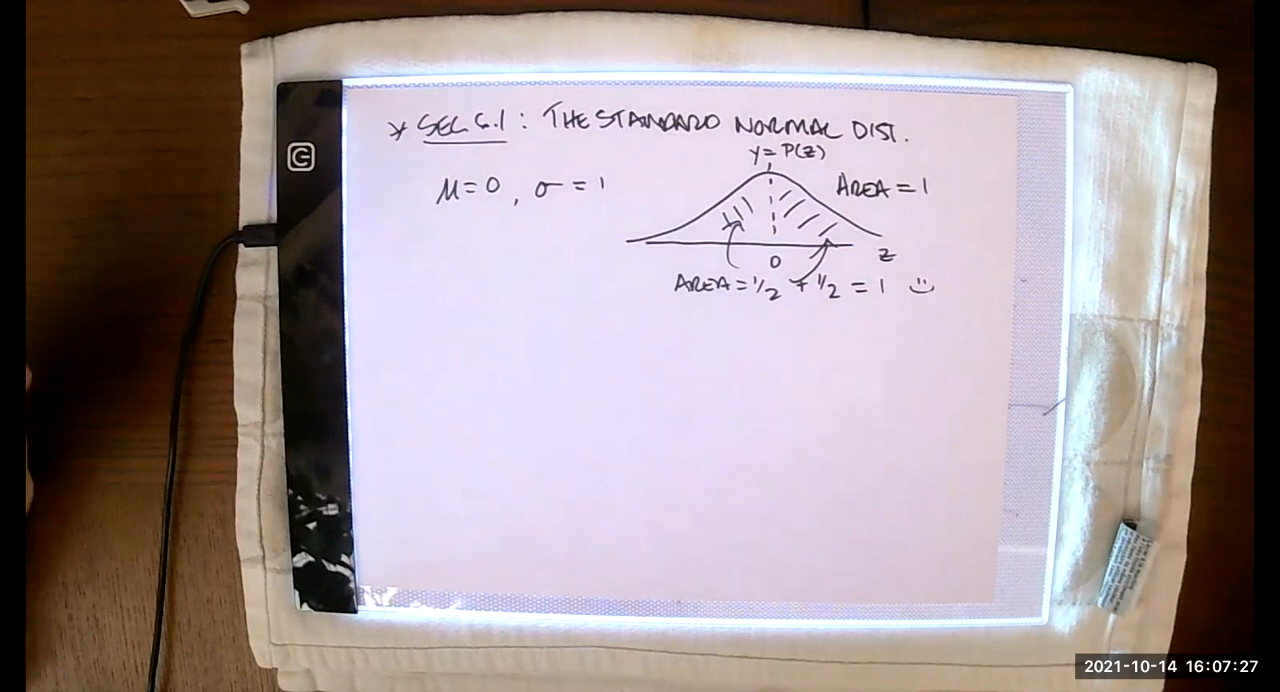 * SEC 6.1: THE STANDARD NORMAL DIST.
y = P(z)
μ = 0, σ = 1
AREA = 1
0
z
AREA = 1/2 + 1/2 = 1 :)
2021-10-14 16:07:27